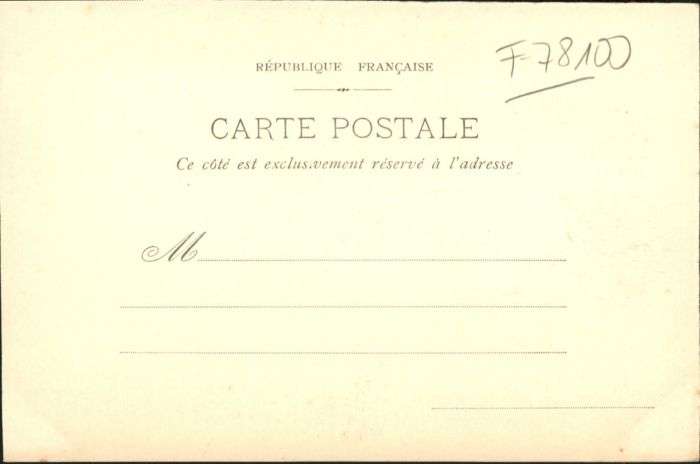 F-78100
RÉPUBLIQUE FRANÇAISE
CARTE POSTALE
Ce côté est exclusivement réservé à l'adresse
M